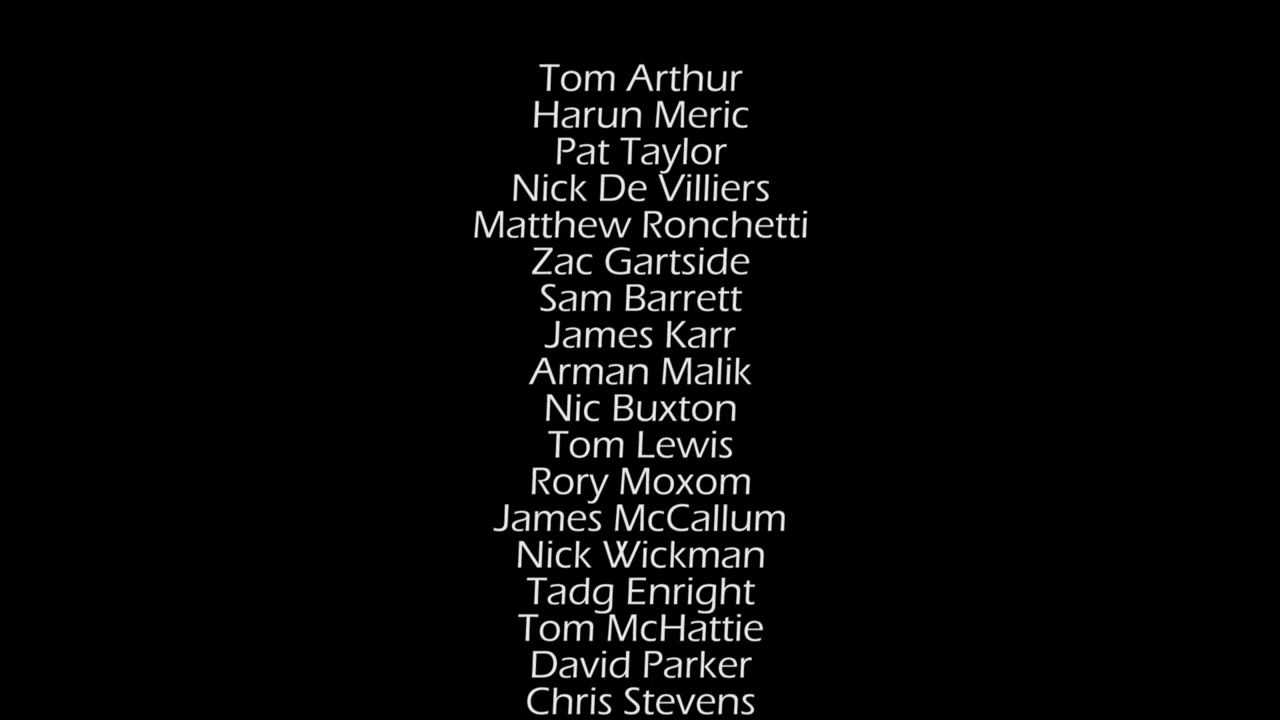 Tom Arthur
Harun Meric
Pat Taylor
Nick De Villiers
Matthew Ronchetti
Zac Gartside
Sam Barrett
James Karr
Arman Malik
Nic Buxton
Tom Lewis
Rory Moxom
James McCallum
Nick Wickman
Tadg Enright
Tom McHattie
David Parker
Chris Stevens